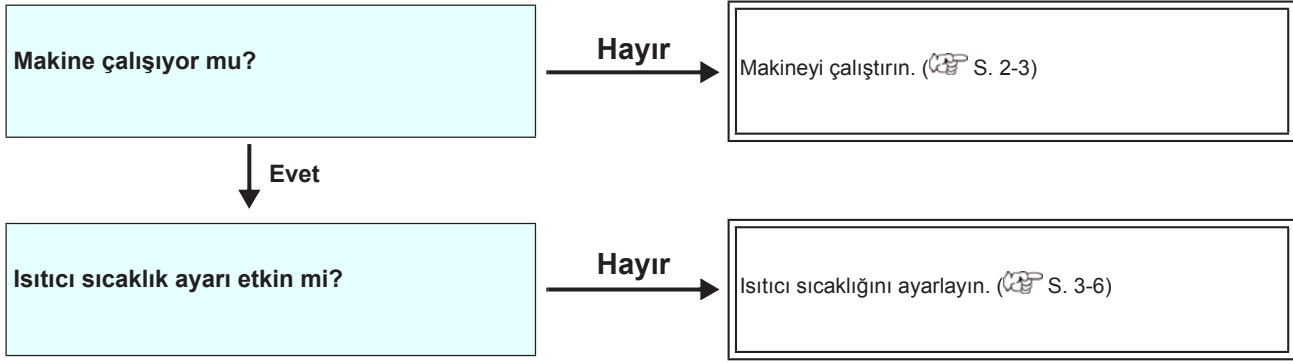 Makine çalışıyor mu?
Hayır
Makineyi çalıştırın. ( S. 2-3)
Evet
Isıtıcı sıcaklık ayarı etkin mi?
Hayır
Isıtıcı sıcaklığını ayarlayın. ( S. 3-6)